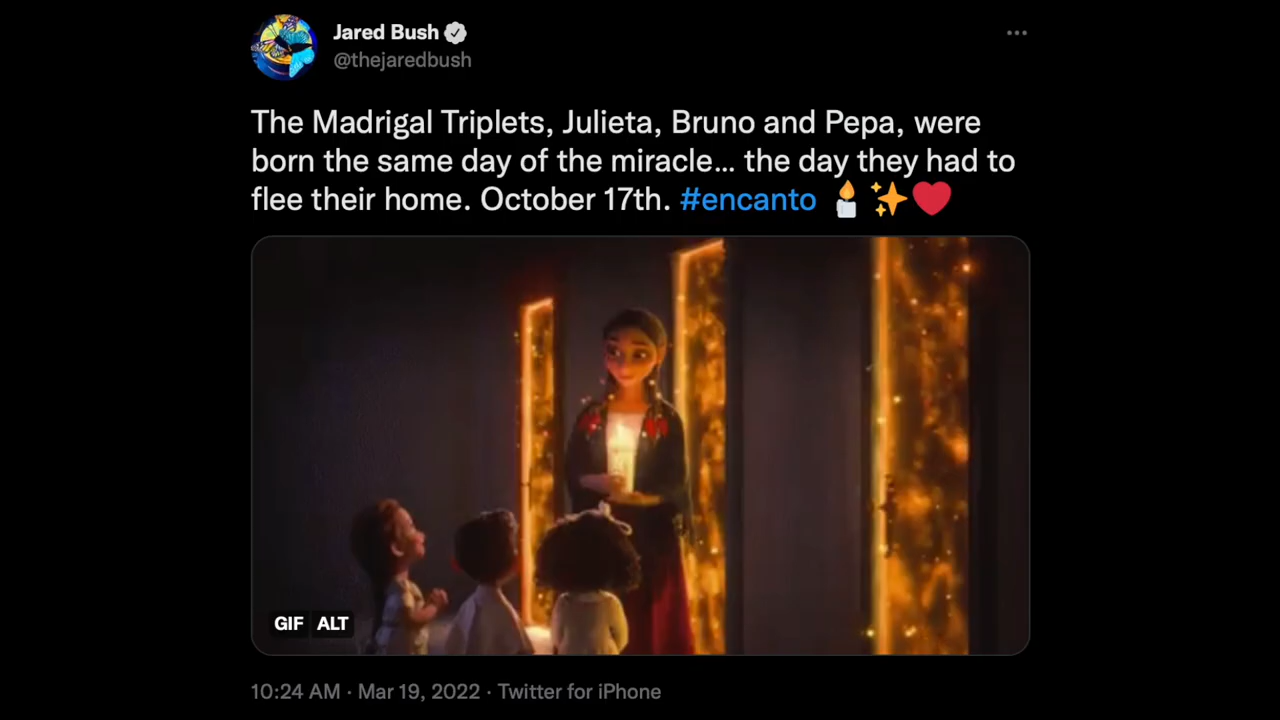 Jared Bush
@thejaredbush
The Madrigal Triplets, Julieta, Bruno and Pepa, were
born the same day of the miracle... the day they had to
flee their home. October 17th. #encanto 🕯️✨❤️
GIF ALT
10:24 AM · Mar 19, 2022 · Twitter for iPhone